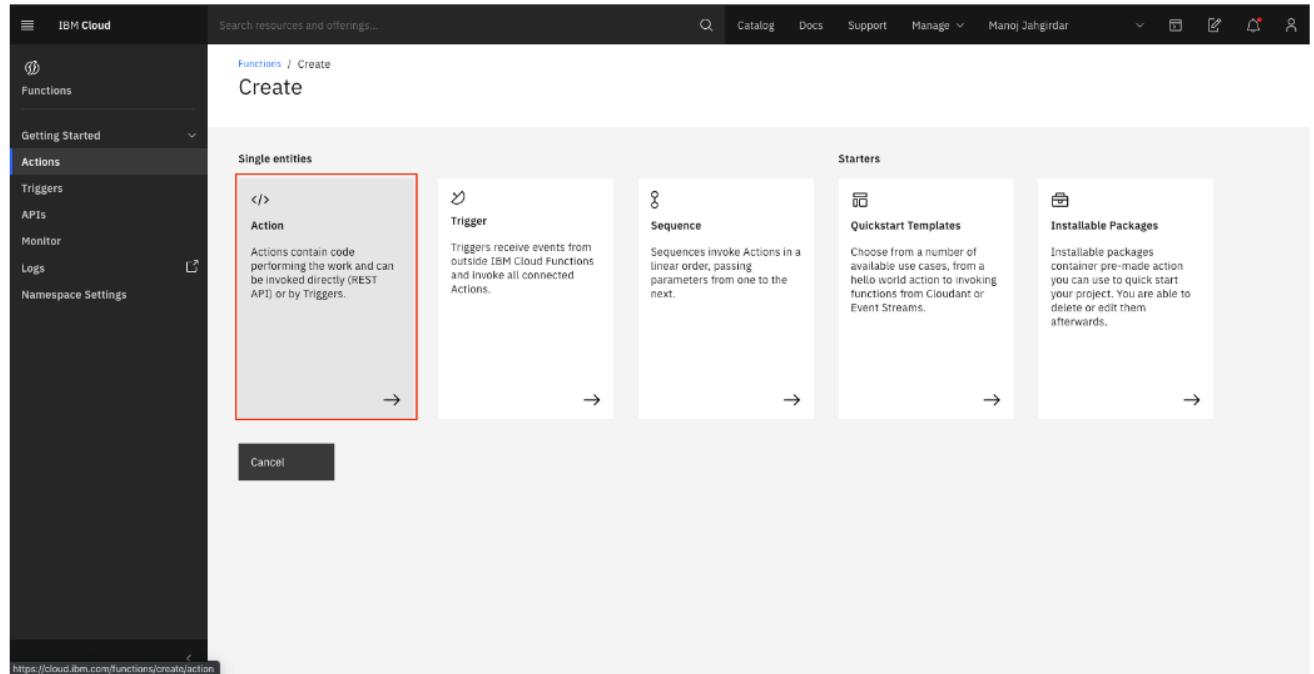 IBM Cloud
Search resources and offerings...
Catalog
Docs
Support
Manage
Manoj Jahgirdar
Functions
Getting Started
Actions
Triggers
APIs
Monitor
Logs
Namespace Settings
Functions / Create
Create
Single entities
</>
Action
Actions contain code
performing the work and can
be invoked directly (REST
API) or by Triggers.
Trigger
Triggers receive events from
outside IBM Cloud Functions
and invoke all connected
Actions.
Sequence
Sequences invoke Actions in a
linear order, passing
parameters from one to the
next.
Starters
Quickstart Templates
Choose from a number of
available use cases, from a
hello world action to invoking
functions from Cloudant or
Event Streams.
Installable Packages
Installable packages
container pre-made action
you can use to quick start
your project. You are able to
delete or edit them
afterwards.
Cancel
https://cloud.ibm.com/functions/create/action